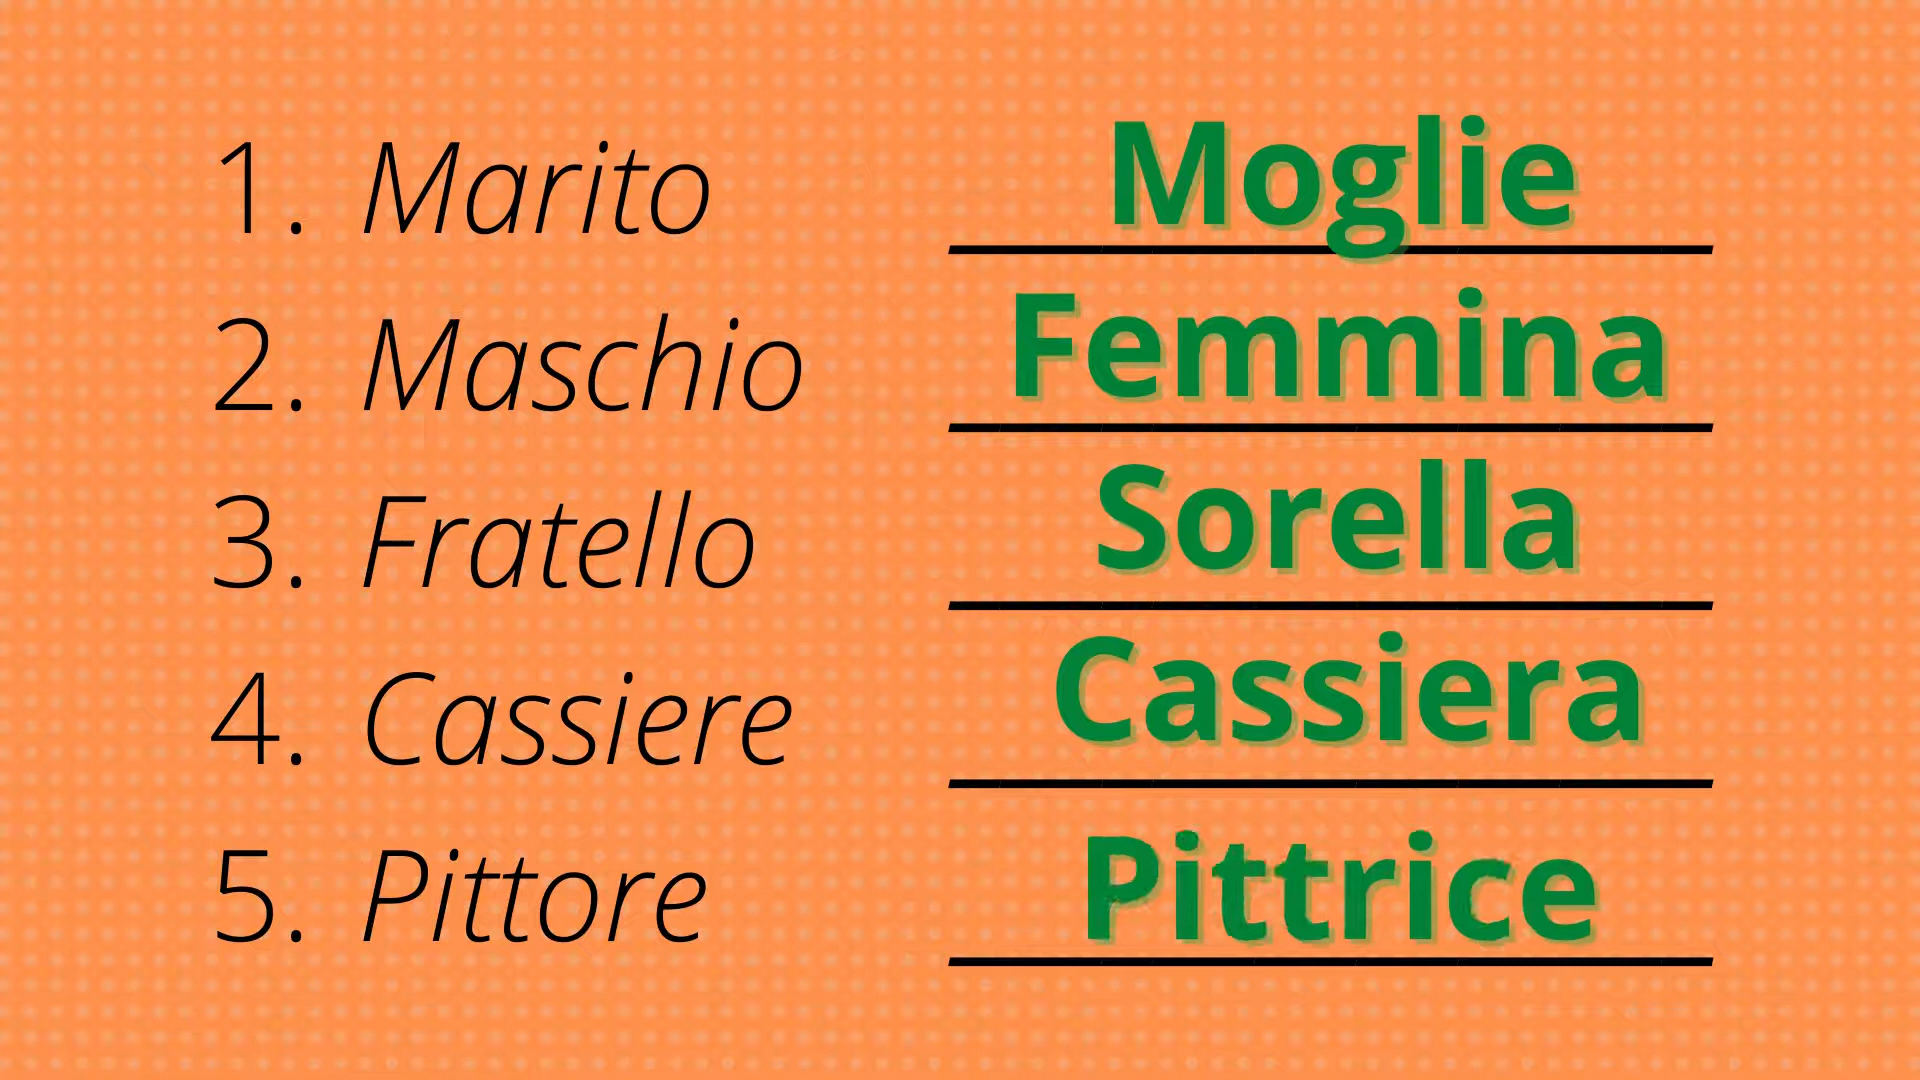 1. Marito Moglie
2. Maschio Femmina
3. Fratello Sorella
4. Cassiere Cassiera
5. Pittore Pittrice